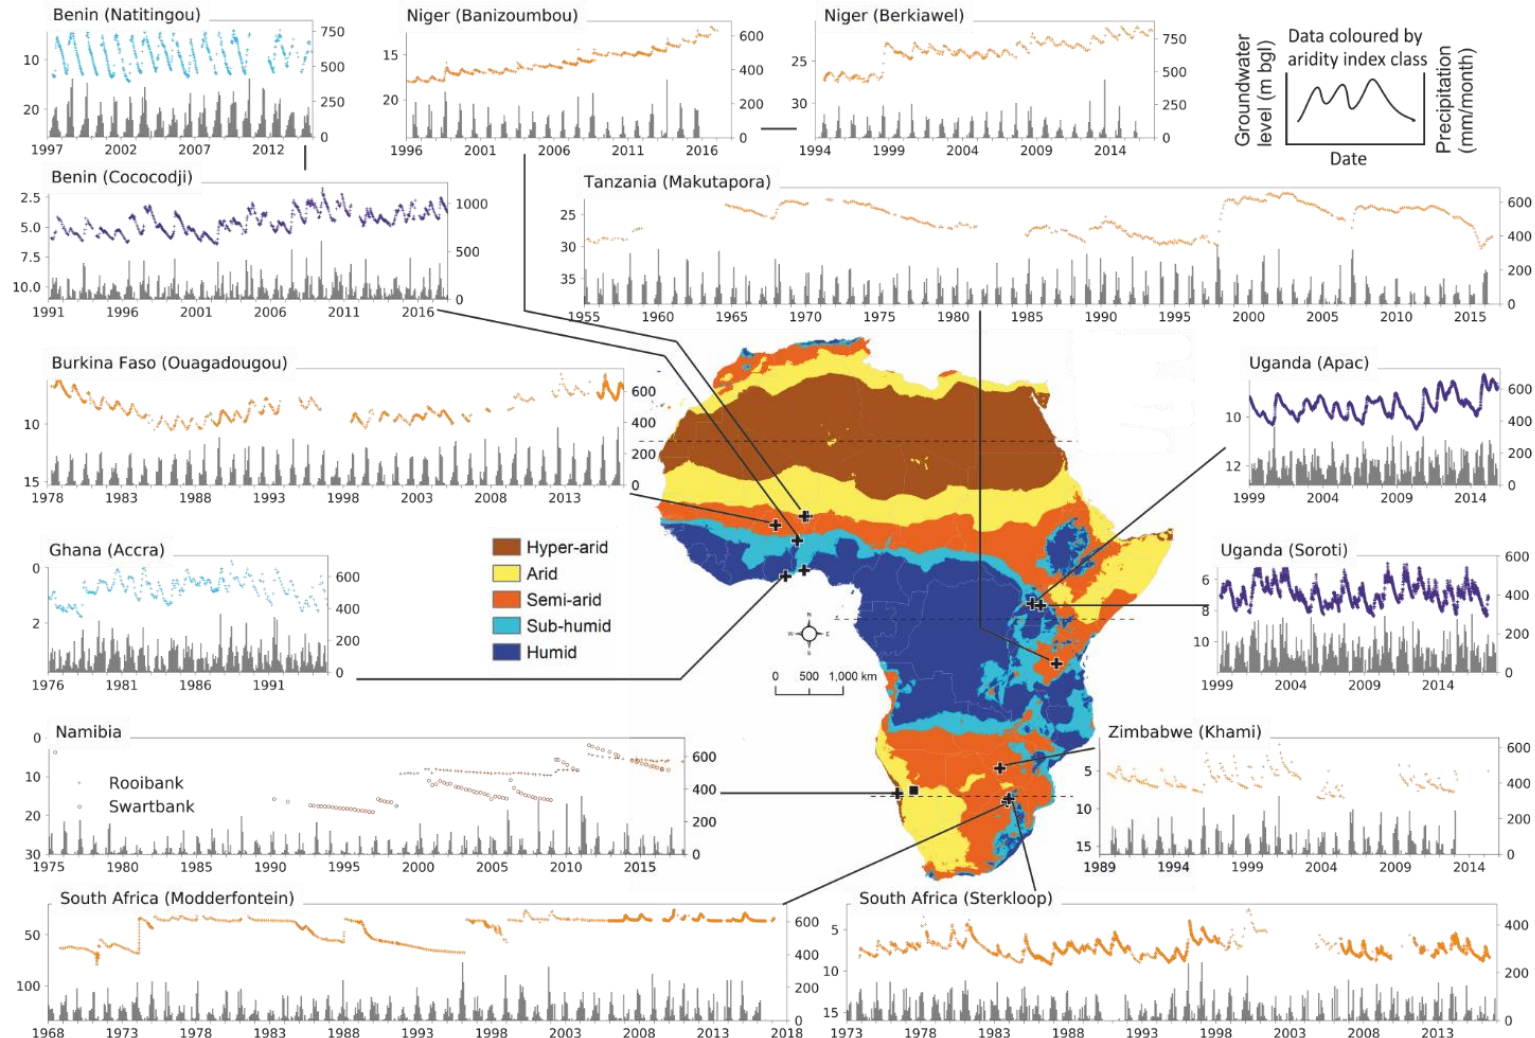 Benin (Natitingou)
10
20
750
500
250
0
1997 2002 2007 2012
Niger (Banizoumbou)
15
20
600
400
200
0
1996 2001 2006 2011 2016
Niger (Berkiawel)
25
30
750
500
250
0
1994 1999 2004 2009 2014
Groundwater
level (m bgl)
Data coloured by
aridity index class
Date
Precipitation
(mm/month)
Benin (Cococodji)
2.5
5.0
7.5
10.0
1000
500
0
1991 1996 2001 2006 2011 2016
Tanzania (Makutapora)
25
30
35
600
400
200
0
1955 1960 1965 1970 1975 1980 1985 1990 1995 2000 2005 2010 2015
Burkina Faso (Ouagadougou)
10
15
600
400
200
0
1978 1983 1988 1993 1998 2003 2008 2013
Uganda (Apac)
10
12
600
400
200
0
1999 2004 2009 2014
Ghana (Accra)
0
2
600
400
200
0
1976 1981 1986 1991
Hyper-arid
Arid
Semi-arid
Sub-humid
Humid
N
W E
S
0 500 1,000 km
Uganda (Soroti)
6
8
10
600
400
200
0
1999 2004 2009 2014
Namibia
0
10
20
30
Rooibank
Swartbank
600
400
200
0
1975 1980 1985 1990 1995 2000 2005 2010 2015
Zimbabwe (Khami)
5
10
15
600
400
200
0
1989 1994 1999 2004 2009 2014
South Africa (Modderfontein)
50
100
600
400
200
0
1968 1973 1978 1983 1988 1993 1998 2003 2008 2013 2018
South Africa (Sterkloop)
5
10
15
400
200
0
1973 1978 1983 1988 1993 1998 2003 2008 2013